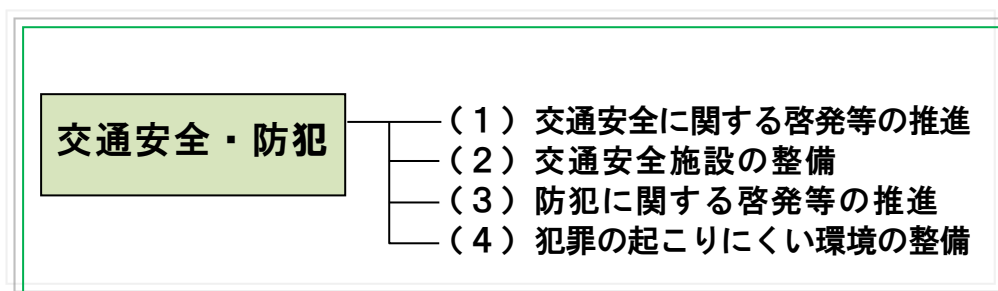 交通安全・防犯
（１）交通安全に関する啓発等の推進
（２）交通安全施設の整備
（３）防犯に関する啓発等の推進
（４）犯罪の起こりにくい環境の整備